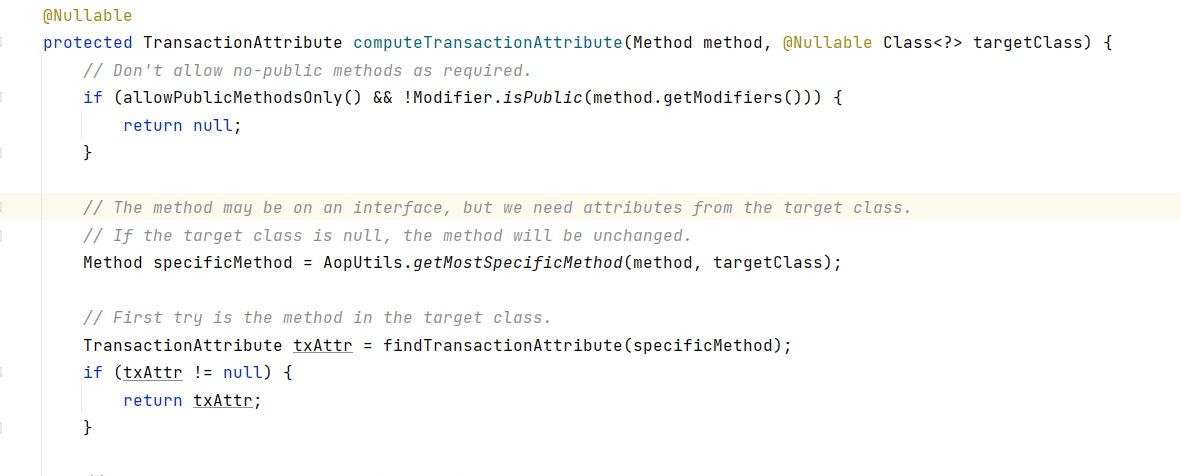 @Nullable
protected TransactionAttribute computeTransactionAttribute(Method method, @Nullable Class<?> targetClass) {
// Don't allow no-public methods as required.
if (allowPublicMethodsOnly() && !Modifier.isPublic(method.getModifiers())) {
return null;
}
// The method may be on an interface, but we need attributes from the target class.
// If the target class is null, the method will be unchanged.
Method specificMethod = AopUtils.getMostSpecificMethod(method, targetClass);
// First try is the method in the target class.
TransactionAttribute txAttr = findTransactionAttribute(specificMethod);
if (txAttr != null) {
return txAttr;
}